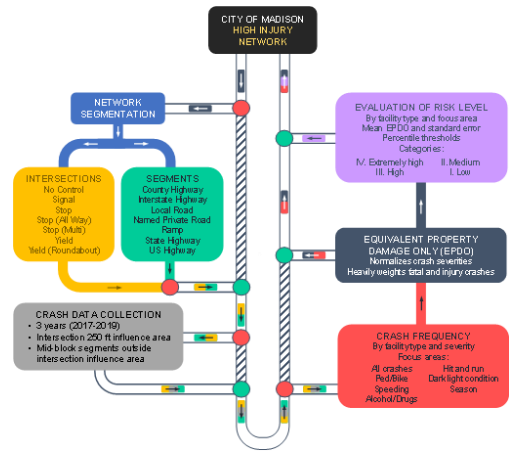 CITY OF MADISON
HIGH INJURY
NETWORK
NETWORK
SEGMENTATION
INTERSECTIONS
No Control
Signal
Stop
Stop (All Way)
Stop (Multi)
Yield
Yield (Roundabout)
SEGMENTS
County Highway
Interstate Highway
Local Road
Named Private Road
Ramp
State Highway
US Highway
CRASH DATA COLLECTION
• 3 years (2017-2019)
• Intersection 250 ft influence area
• Mid-block segments outside
intersection influence area
EVALUATION OF RISK LEVEL
By facility type and focus area
Mean EPDO and standard error
Percentile thresholds
Categories:
IV. Extremely high II. Medium
III. High I. Low
EQUIVALENT PROPERTY
DAMAGE ONLY (EPDO)
Normalizes crash severities
Heavily weights fatal and injury crashes
CRASH FREQUENCY
By facility type and severity
Focus areas:
All crashes Hit and run
Ped/Bike Dark light condition
Speeding Season
Alcohol/Drugs